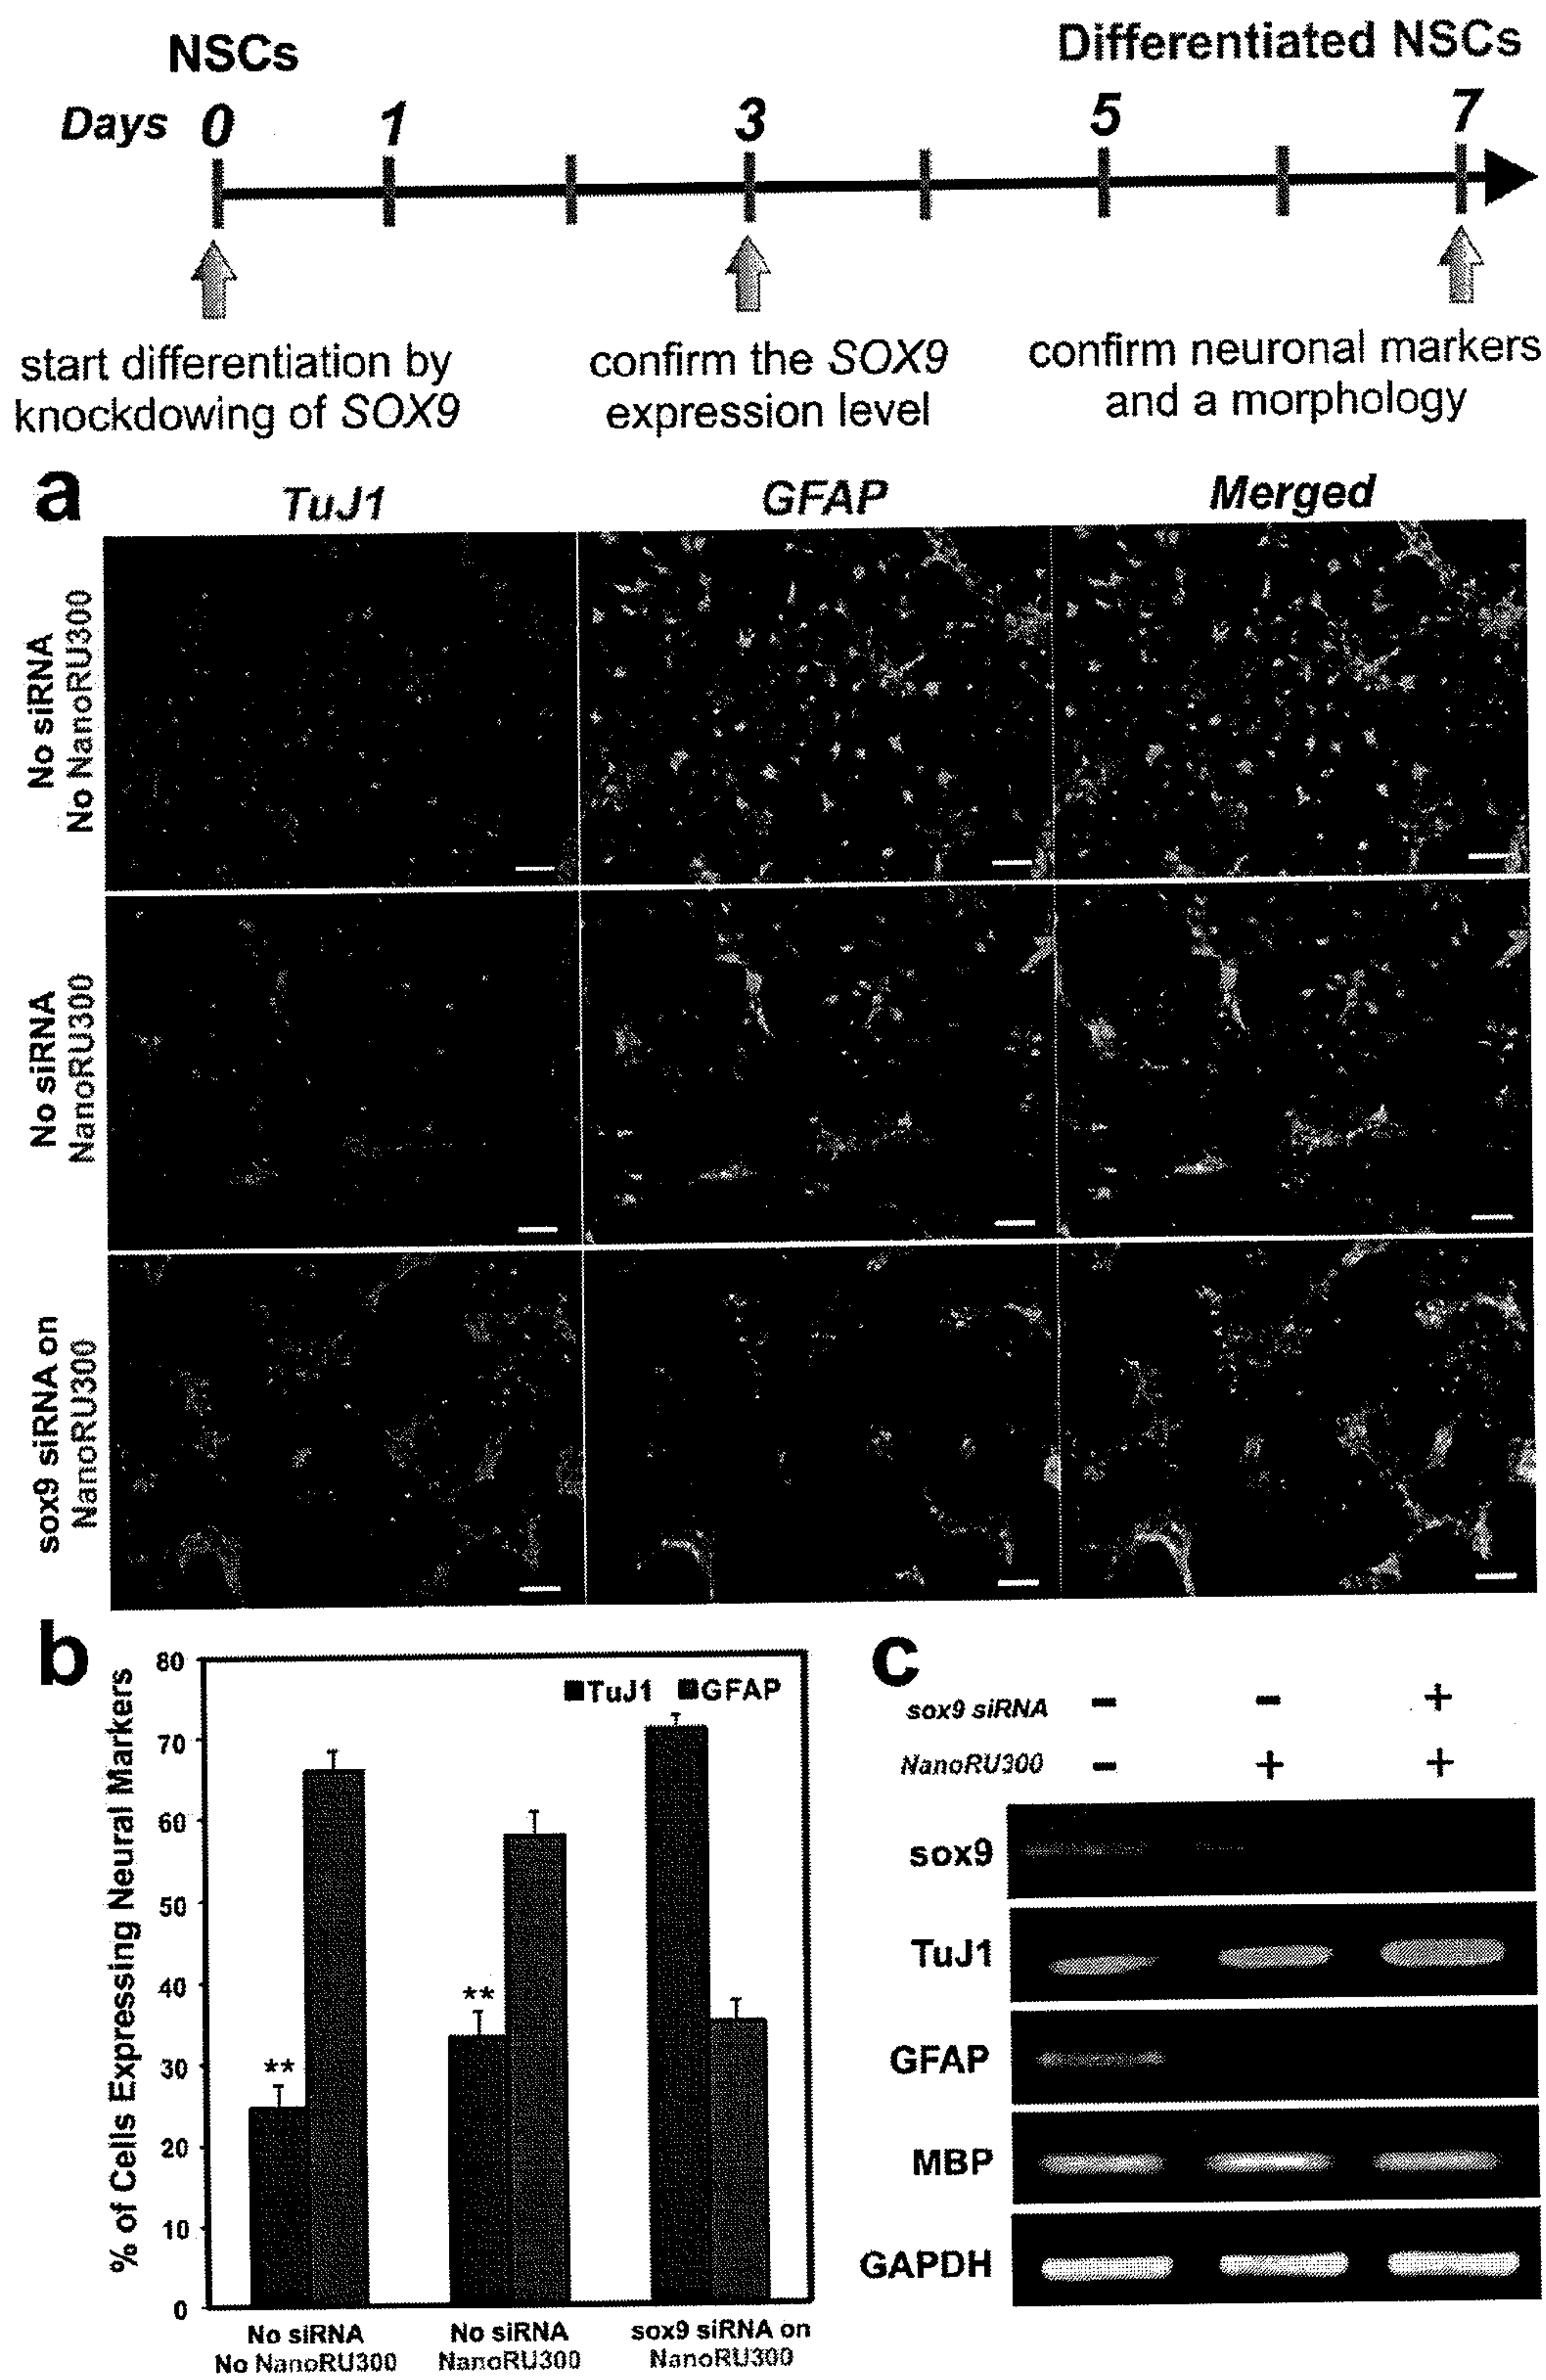 NSCs
Differentiated NSCs
Days 0 1 3 5 7
start differentiation by
knockdowing of SOX9
confirm the SOX9
expression level
confirm neuronal markers
and a morphology
a
TuJ1 GFAP Merged
No siRNA
No NanoRU300
No siRNA
NanoRU300
sox9 siRNA on
NanoRU300
b
% of Cells Expressing Neural Markers
80
70
60
50
40
30
20
10
0
TuJ1 GFAP
**
**
No siRNA
No NanoRU300
No siRNA
NanoRU300
sox9 siRNA on
NanoRU300
c
sox9 siRNA - - +
NanoRU300 - + +
sox9
TuJ1
GFAP
MBP
GAPDH